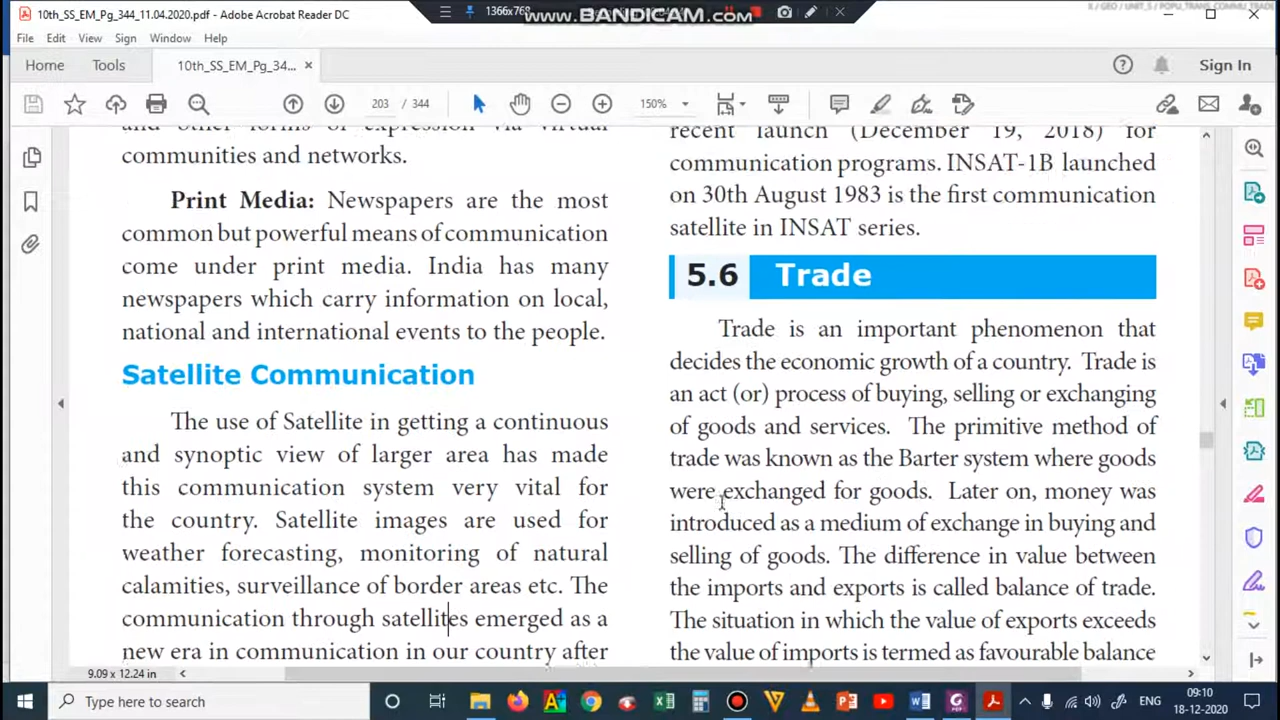 10th_SS_EM_Pg_344_11.04.2020.pdf - Adobe Acrobat Reader DC
1366x768
www.BANDICAM.com
X / GEO / UNIT_5 / POPU_TRANS_COMMU_TRADE
File Edit View Sign Window Help
Home Tools 10th_SS_EM_Pg_34... × Sign In
203 / 344 150%
and other forms of expression via virtual
communities and networks.
Print Media: Newspapers are the most
common but powerful means of communication
come under print media. India has many
newspapers which carry information on local,
national and international events to the people.
Satellite Communication
The use of Satellite in getting a continuous
and synoptic view of larger area has made
this communication system very vital for
the country. Satellite images are used for
weather forecasting, monitoring of natural
calamities, surveillance of border areas etc. The
communication through satellites emerged as a
new era in communication in our country after
recent launch (December 19, 2018) for
communication programs. INSAT-1B launched
on 30th August 1983 is the first communication
satellite in INSAT series.
5.6 Trade
Trade is an important phenomenon that
decides the economic growth of a country. Trade is
an act (or) process of buying, selling or exchanging
of goods and services. The primitive method of
trade was known as the Barter system where goods
were exchanged for goods. Later on, money was
introduced as a medium of exchange in buying and
selling of goods. The difference in value between
the imports and exports is called balance of trade.
The situation in which the value of exports exceeds
the value of imports is termed as favourable balance
9.09 x 12.24 in
Type here to search
ENG
09:10
18-12-2020